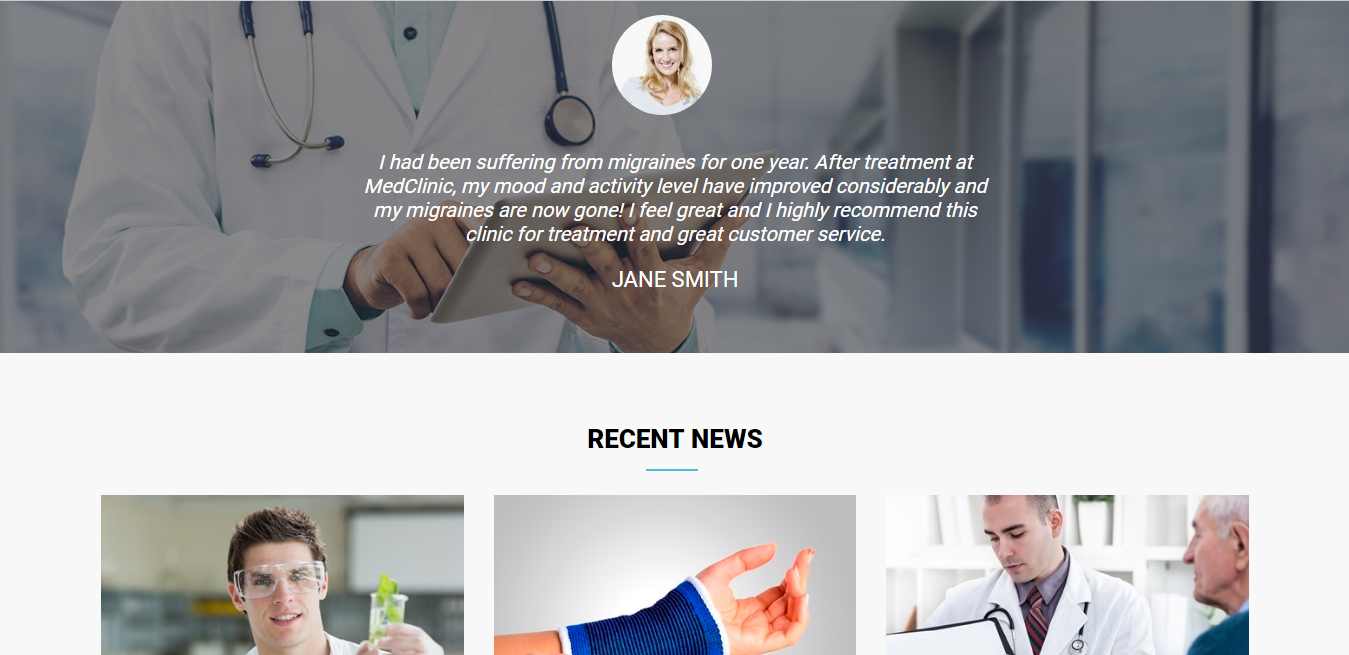 I had been suffering from migraines for one year. After treatment at
MedClinic, my mood and activity level have improved considerably and
my migraines are now gone! I feel great and I highly recommend this
clinic for treatment and great customer service.
JANE SMITH
RECENT NEWS